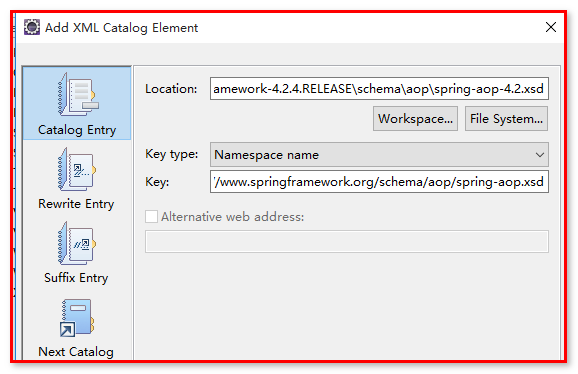 Add XML Catalog Element
Catalog Entry
Rewrite Entry
Suffix Entry
Next Catalog
Location: amework-4.2.4.RELEASE\schema\aop\spring-aop-4.2.xsd
Workspace... File System...
Key type: Namespace name
Key: '/www.springframework.org/schema/aop/spring-aop.xsd
Alternative web address: